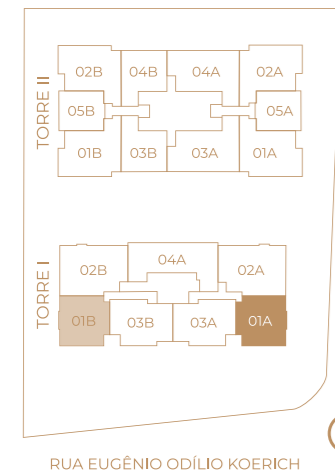 TORRE II
02B 04B 04A 02A
05B 05A
01B 03B 03A 01A
TORRE I
02B 04A 02A
01B 03B 03A 01A
RUA EUGÊNIO ODÍLIO KOERICH